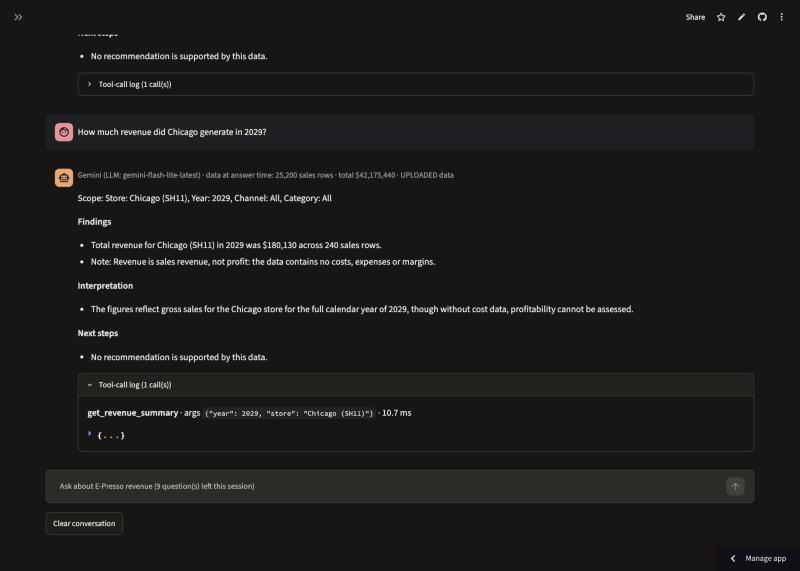 Share
Next steps
No recommendation is supported by this data.
Tool-call log (1 call(s))
How much revenue did Chicago generate in 2029?
Gemini (LLM: gemini-flash-lite-latest) · data at answer time: 25,200 sales rows · total $42,175,440 · UPLOADED data
Scope: Store: Chicago (SH11), Year: 2029, Channel: All, Category: All
Findings
Total revenue for Chicago (SH11) in 2029 was $180,130 across 240 sales rows.
Note: Revenue is sales revenue, not profit: the data contains no costs, expenses or margins.
Interpretation
The figures reflect gross sales for the Chicago store for the full calendar year of 2029, though without cost data, profitability cannot be assessed.
Next steps
No recommendation is supported by this data.
Tool-call log (1 call(s))
get_revenue_summary · args {"year": 2029, "store": "Chicago (SH11)"} · 10.7 ms
{...}
Ask about E-Presso revenue (9 question(s) left this session)
Clear conversation
Manage app